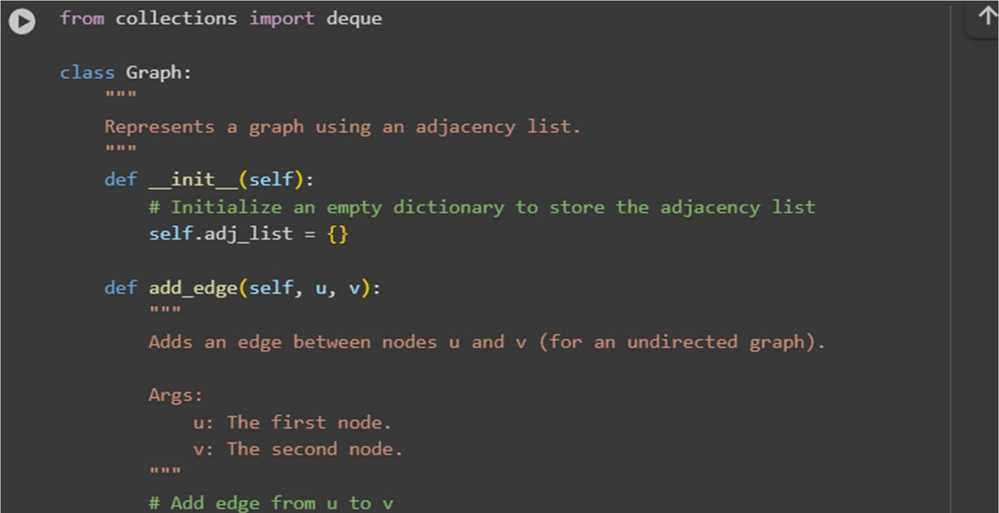 from collections import deque
class Graph:
    """
    Represents a graph using an adjacency list.
    """
    def __init__(self):
        # Initialize an empty dictionary to store the adjacency list
        self.adj_list = {}
    def add_edge(self, u, v):
        """
        Adds an edge between nodes u and v (for an undirected graph).
        Args:
            u: The first node.
            v: The second node.
        """
        # Add edge from u to v